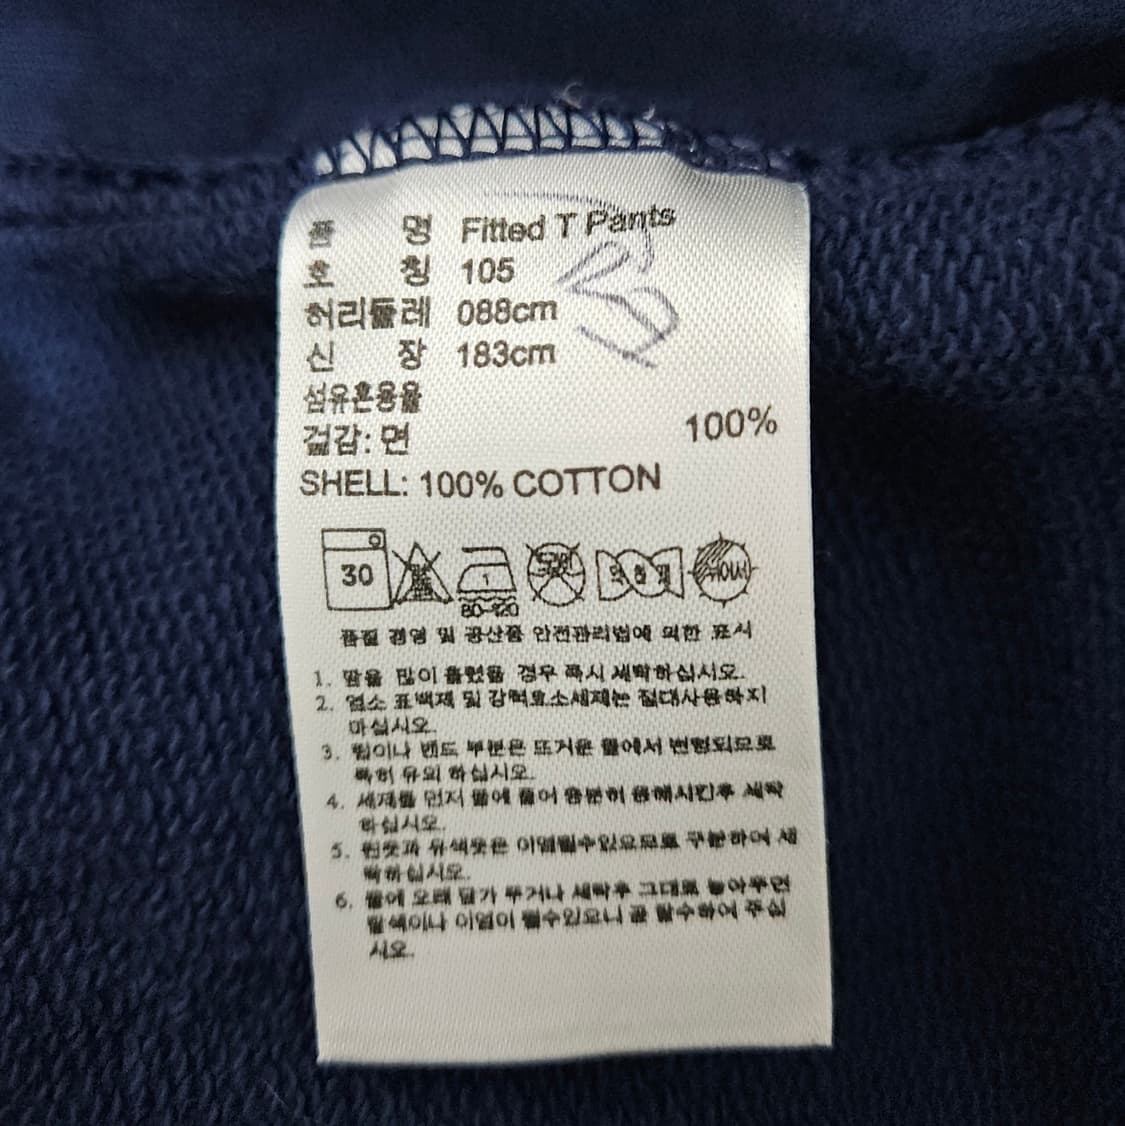 품 명 Fitted T Pants
호 칭 105
허리둘레 088cm
신 장 183cm
섬유혼용율
겉감: 면 100%
SHELL: 100% COTTON
30
80-120
품질 경영 및 공산품 안전관리법에 의한 표시
1. 땀을 많이 흘렸을 경우 즉시 세탁하십시오.
2. 염소 표백제 및 강력효소세제는 절대사용하지
마십시오.
3. 힙이나 밴드 부분은 뜨거운 물에서 변형되므로
특히 유의 하십시오.
4. 세제를 먼저 물에 풀어 충분히 용해시킨후 세탁
하십시오.
5. 흰옷과 유색옷은 이염될수있으므로 구분하여 세
탁하십시오.
6. 물에 오래 담가 두거나 세탁후 그대로 놓아두면
탈색이나 이염이 될수있으니 곧 탈수하여 주십
시오.